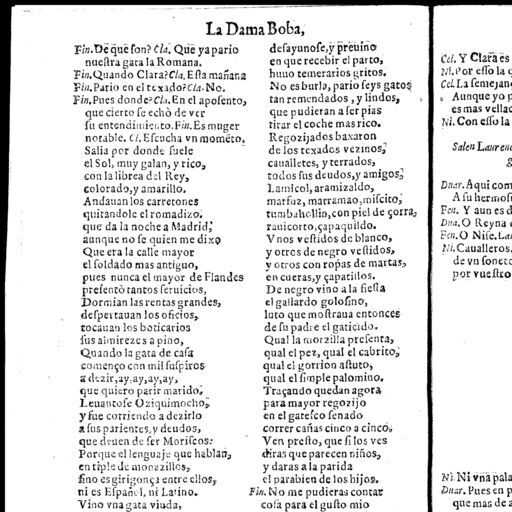 La Dama Boba,
Fin. De que son? Cla. Que ya pario
nuestra gata la Romana.
Fin. Quando Clara? Cla. Esta mañana
Fin. Pario en el texado? Cla. No.
Fin. Pues donde? Cla. En el aposento,
que cierto se echò de ver
su entendimiento. Fin. Es muger
notable. Cl. Escucha vn momẽto.
Salia por donde suele
el Sol, muy galan, y rico,
con la librea del Rey,
colorado, y amarillo.
Andauan los carretones
quitandole el romadizo
que da la noche a Madrid,
aunque no se quien me dixo
Que era la calle mayor
el soldado mas antiguo,
pues nunca el mayor de Flandes
presentò tantos seruicios,
Dormian las rentas grandes,
despertauan los oficios,
tocauan los boticarios
sus almirezes a pino,
Quando la gata de casa
començo con mil suspiros
a dezir, ay, ay, ay, ay,
que quiero parir marido,
Leuantose Oziquimocho,
y fue corriendo a dezirlo
a sus parientes, y deudos,
que deuen de ser Moriscos:
Porque el lenguaje que hablan,
en tiple de monazillos,
sino es girigonça entre ellos,
ni es Español, ni Latino.
Vino vna gata viuda,
desayunose, y preuino
en que recebir el parto,
huuo temerarios gritos.
No es burla, pario seys gatos
tan remendados, y lindos,
que pudieran a ser pias
tirar el coche mas rico.
Regozijados baxaron
de los texados vezinos,
caualletes, y terrados,
todos sus deudos, y amigos,
Lamicol, aramizaldo,
marfuz, marramao, miscito,
tumbahollin, con piel de çorra,
rauicorto, çapaquildo.
Vnos vestidos de blanco,
y otros de negro vestidos,
y otros con ropas de martas,
en cueras, y çapatillos.
De negro vino a la fiesta
el gallardo golosino,
luto que mostraua entonces
de su padre el gaticido.
Qual la morzilla presenta,
qual el pez, qual el cabrito,
qual el gorrion astuto,
qual el simple palomino.
Traçando quedan agora
para mayor regozijo
en el gatesco senado
correr cañas cinco a cinco.
Ven presto, que si los ves
diras que parecen niños,
y daras a la parida
el parabien de los hijos.
Fin. No me pudieras contar
cosa para el gusto mio
Cel. Y Clara es
Ni. Por esso la q
Cel. La semejanc
Aunque yo p
es mas vellac
Ni. Con esso la
Salen Laurenc
g
Duar. Aqui com
A su hermosu
Feu. Y aun es d
Dua. O Reyna
Fen. O Nise. Lau
Ni. Caualleros,
de vn soneto
por vuestro
Ni. Ni vna pala
Duar. Pues en p
que mas de a